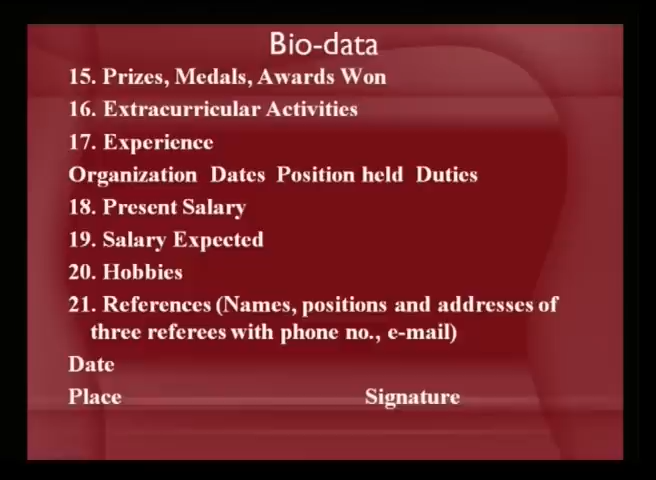 Bio-data
15. Prizes, Medals, Awards Won
16. Extracurricular Activities
17. Experience
Organization Dates Position held Duties
18. Present Salary
19. Salary Expected
20. Hobbies
21. References (Names, positions and addresses of
three referees with phone no., e-mail)
Date
Place Signature